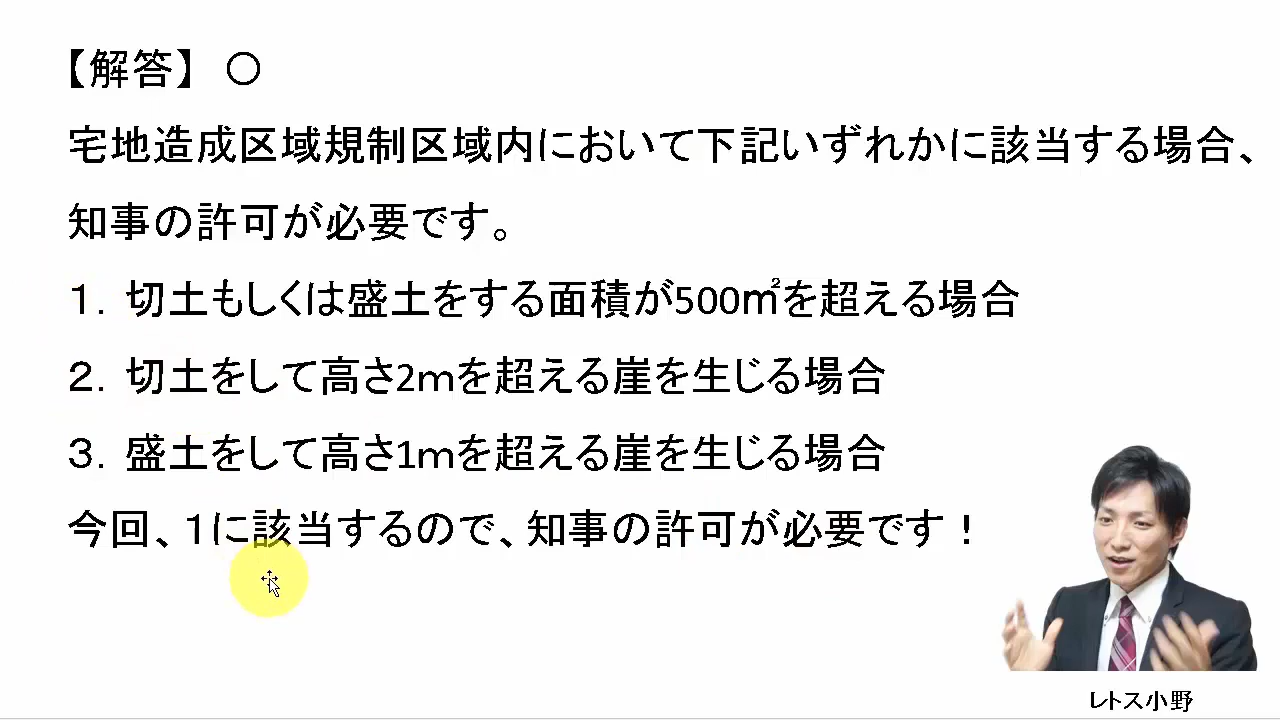 【解答】 ○
宅地造成区域規制区域内において下記いずれかに該当する場合、
知事の許可が必要です。
１．切土もしくは盛土をする面積が500㎡を超える場合
２．切土をして高さ2mを超える崖を生じる場合
３．盛土をして高さ1mを超える崖を生じる場合
今回、１に該当するので、知事の許可が必要です！
レトス小野